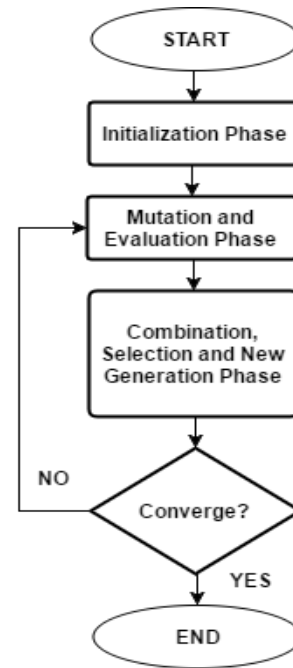 START
Initialization Phase
Mutation and
Evaluation Phase
Combination,
Selection and New
Generation Phase
Converge?
NO
YES
END